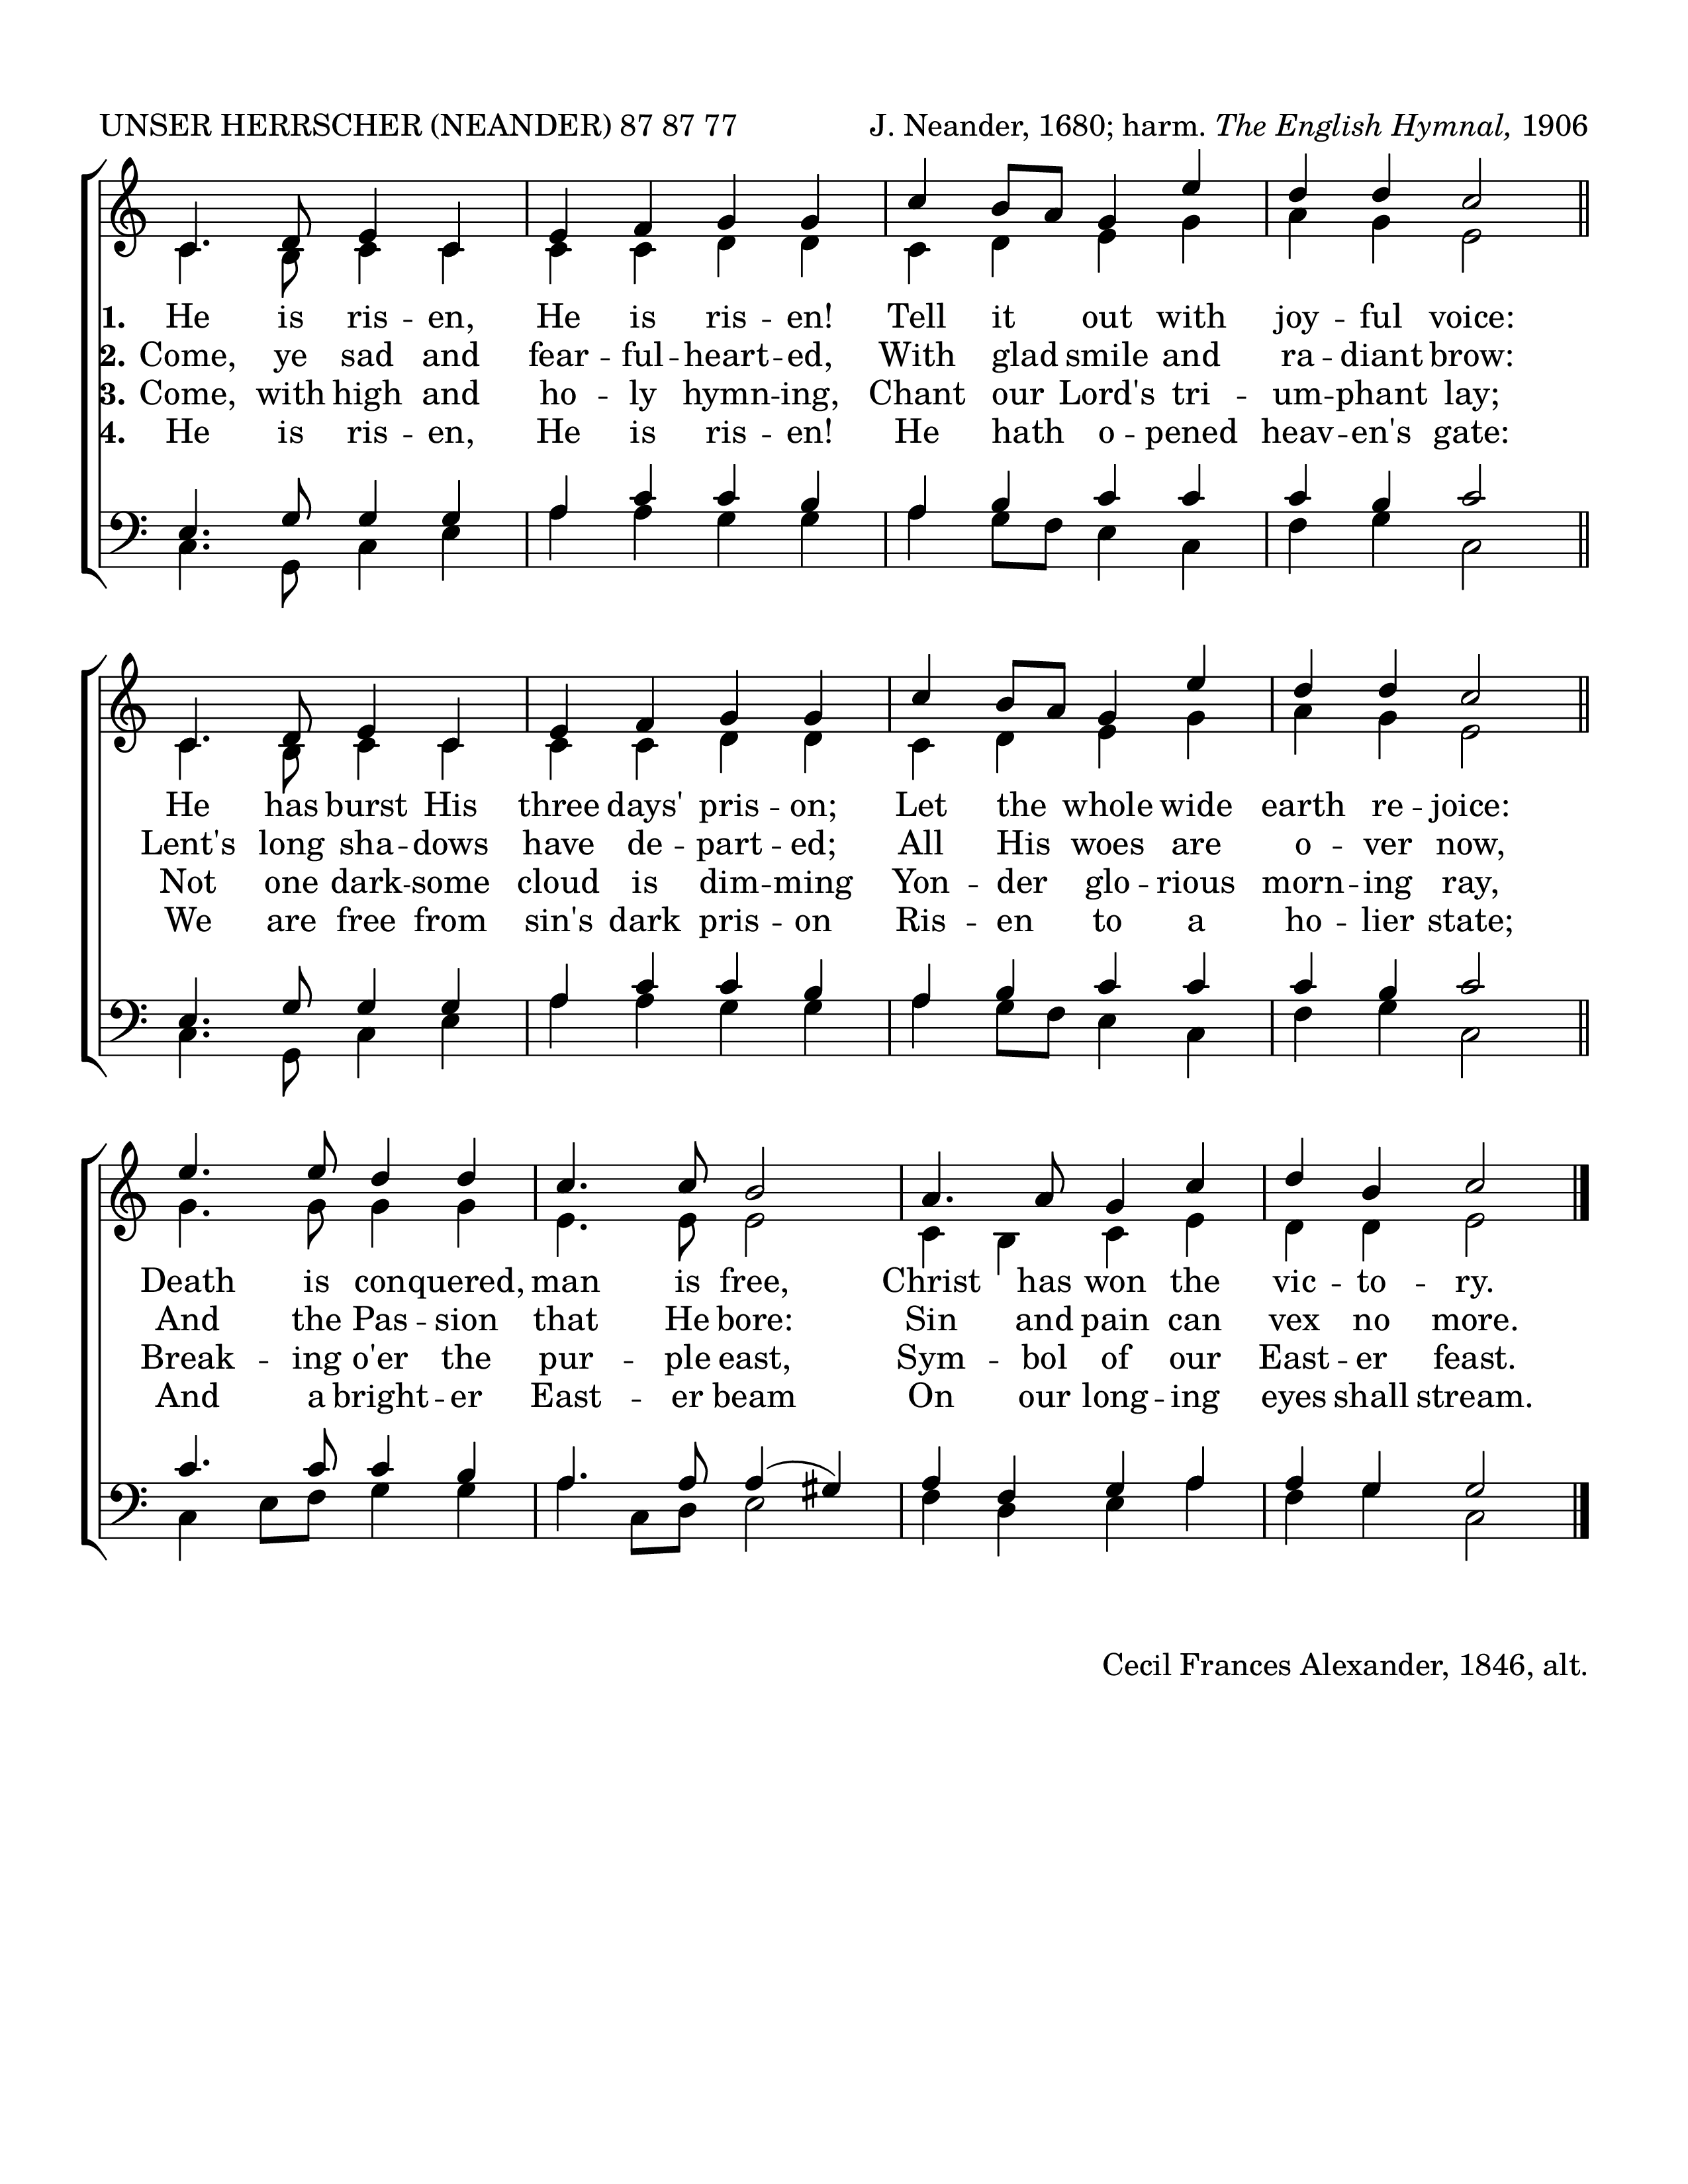 UNSER HERRSCHER (NEANDER) 87 87 77 J. Neander, 1680; harm. The English Hymnal, 1906
1. He is ris - en, He is ris - en! Tell it out with joy - ful voice:
2. Come, ye sad and fear - ful - heart - ed, With glad smile and ra - diant brow:
3. Come, with high and ho - ly hymn - ing, Chant our Lord's tri - um - phant lay;
4. He is ris - en, He is ris - en! He hath o - pened heav - en's gate:
He has burst His three days' pris - on; Let the whole wide earth re - joice:
Lent's long sha - dows have de - part - ed; All His woes are o - ver now,
Not one dark - some cloud is dim - ming Yon - der glo - rious morn - ing ray,
We are free from sin's dark pris - on Ris - en to a ho - lier state;
Death is conquered, man is free, Christ has won the vic - to - ry.
And the Pas - sion that He bore: Sin and pain can vex no more.
Break - ing o'er the pur - ple east, Sym - bol of our East - er feast.
And a bright - er East - er beam On our long - ing eyes shall stream.
Cecil Frances Alexander, 1846, alt.